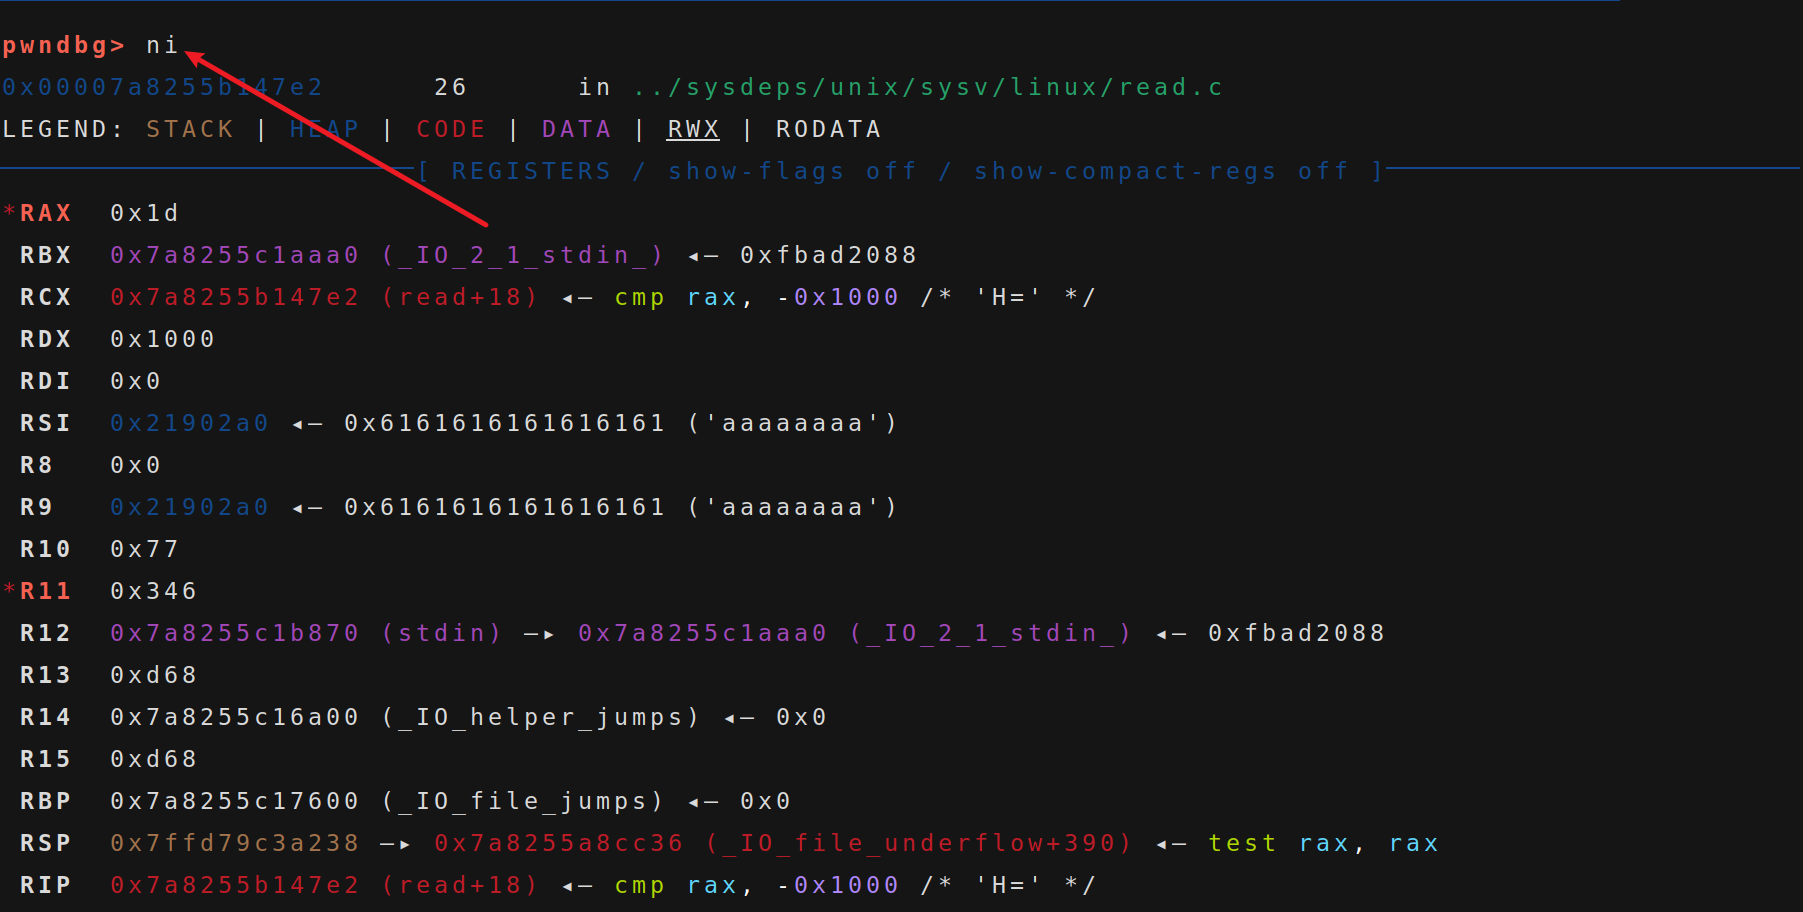 pwndbg> ni
0x00007a8255b147e2      26      in ../sysdeps/unix/sysv/linux/read.c
LEGEND: STACK | HEAP | CODE | DATA | RWX | RODATA
[ REGISTERS / show-flags off / show-compact-regs off ]
*RAX  0x1d
 RBX  0x7a8255c1aaa0 (_IO_2_1_stdin_) ◂— 0xfbad2088
 RCX  0x7a8255b147e2 (read+18) ◂— cmp rax, -0x1000 /* 'H=' */
 RDX  0x1000
 RDI  0x0
 RSI  0x21902a0 ◂— 0x6161616161616161 ('aaaaaaaa')
 R8   0x0
 R9   0x21902a0 ◂— 0x6161616161616161 ('aaaaaaaa')
 R10  0x77
*R11  0x346
 R12  0x7a8255c1b870 (stdin) —▸ 0x7a8255c1aaa0 (_IO_2_1_stdin_) ◂— 0xfbad2088
 R13  0xd68
 R14  0x7a8255c16a00 (_IO_helper_jumps) ◂— 0x0
 R15  0xd68
 RBP  0x7a8255c17600 (_IO_file_jumps) ◂— 0x0
 RSP  0x7ffd79c3a238 —▸ 0x7a8255a8cc36 (_IO_file_underflow+390) ◂— test rax, rax
 RIP  0x7a8255b147e2 (read+18) ◂— cmp rax, -0x1000 /* 'H=' */